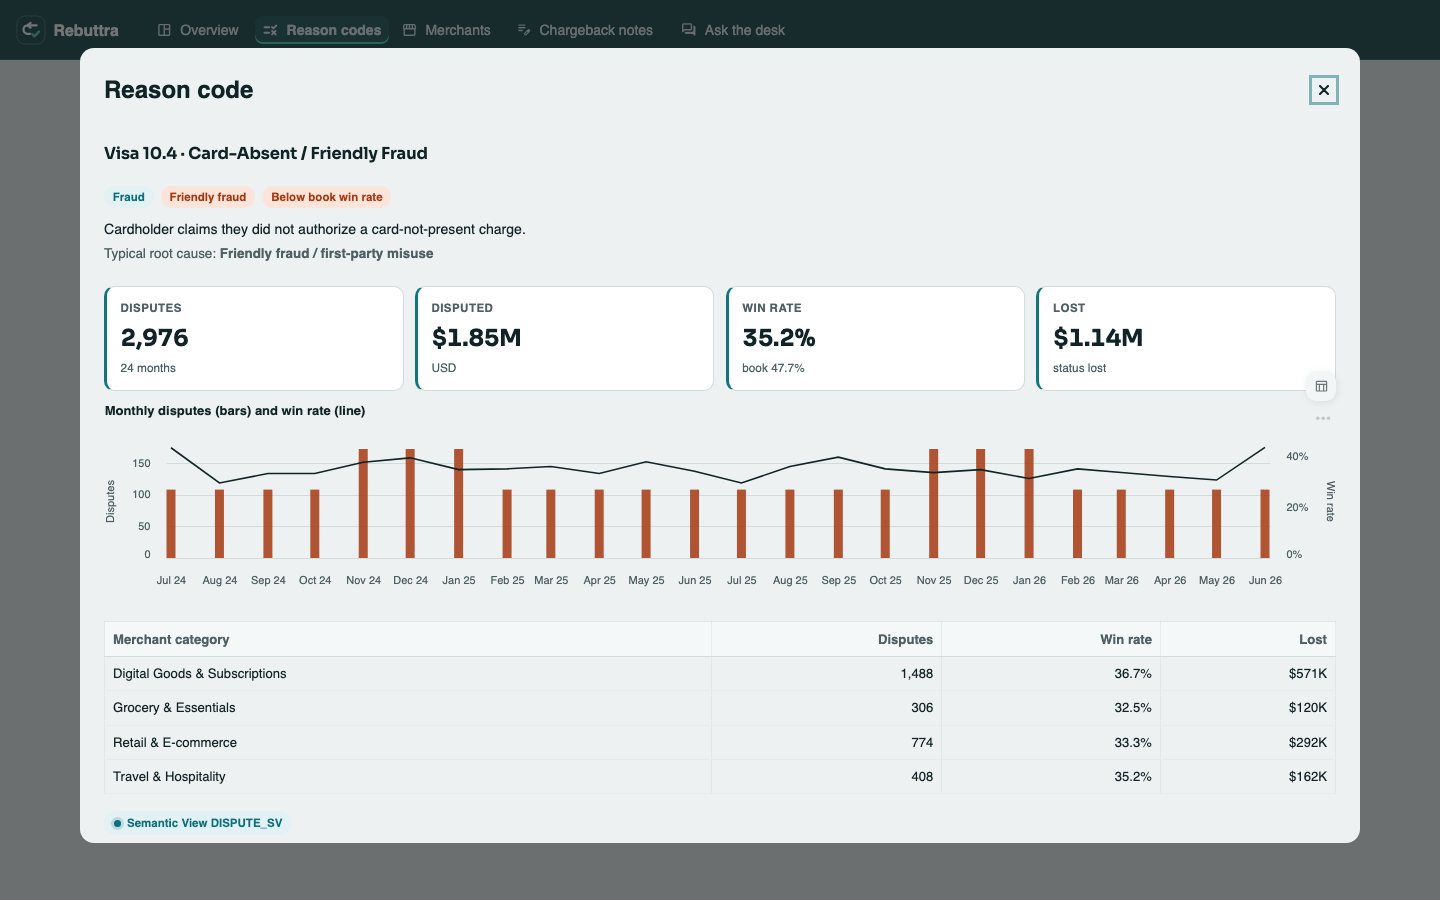 Rebuttra Overview Reason codes Merchants Chargeback notes Ask the desk
Reason code
Visa 10.4 · Card-Absent / Friendly Fraud
Fraud Friendly fraud Below book win rate
Cardholder claims they did not authorize a card-not-present charge.
Typical root cause: Friendly fraud / first-party misuse
DISPUTES
2,976
24 months
DISPUTED
$1.85M
USD
WIN RATE
35.2%
book 47.7%
LOST
$1.14M
status lost
Monthly disputes (bars) and win rate (line)
Disputes
150
100
50
0
40%
20%
0%
Win rate
Jul 24 Aug 24 Sep 24 Oct 24 Nov 24 Dec 24 Jan 25 Feb 25 Mar 25 Apr 25 May 25 Jun 25 Jul 25 Aug 25 Sep 25 Oct 25 Nov 25 Dec 25 Jan 26 Feb 26 Mar 26 Apr 26 May 26 Jun 26
Merchant category Disputes Win rate Lost
Digital Goods & Subscriptions 1,488 36.7% $571K
Grocery & Essentials 306 32.5% $120K
Retail & E-commerce 774 33.3% $292K
Travel & Hospitality 408 35.2% $162K
Semantic View DISPUTE_SV